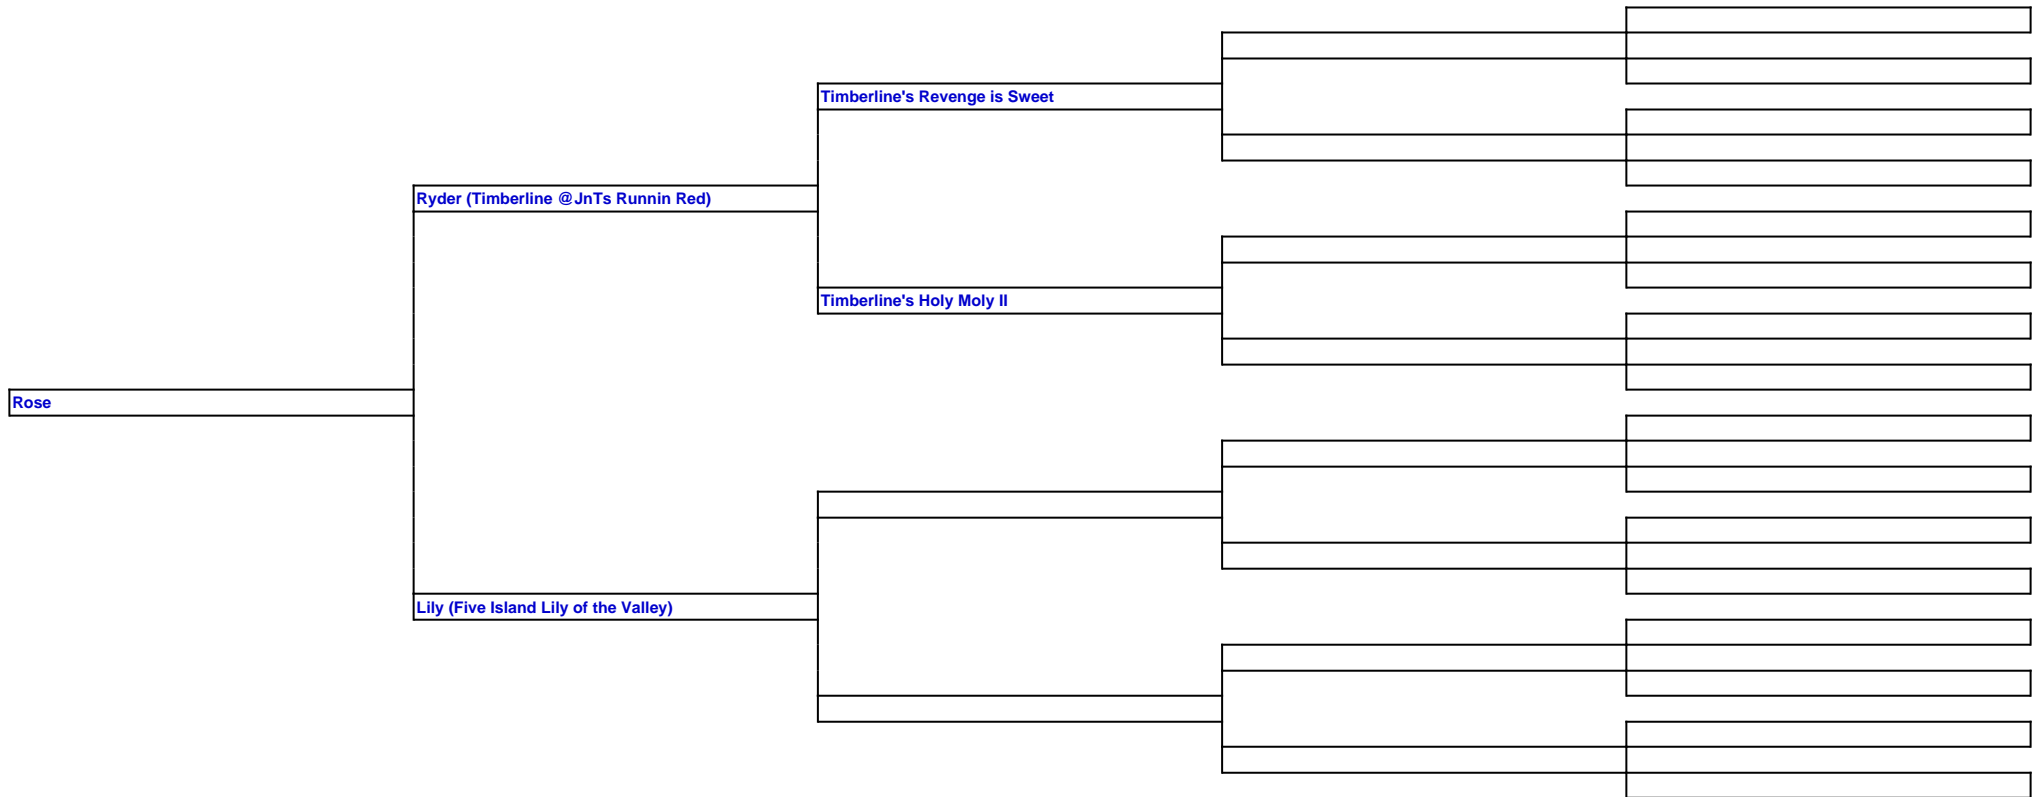 Timberline's Revenge is Sweet
Ryder (Timberline @JnTs Runnin Red)
Timberline's Holy Moly II
Rose
Lily (Five Island Lily of the Valley)